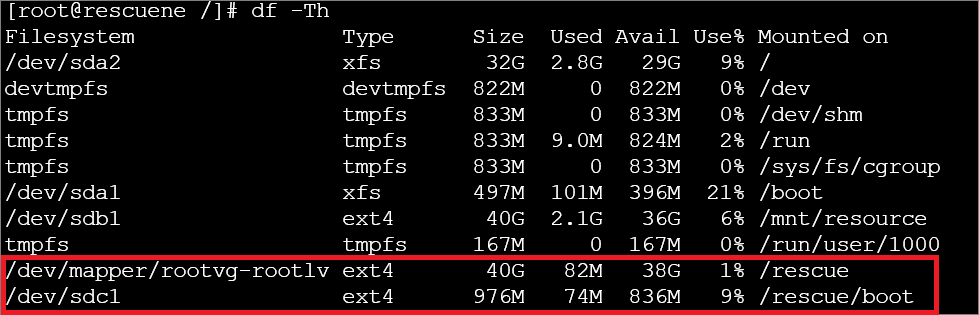 [root@rescuene /]# df -Th
Filesystem Type Size Used Avail Use% Mounted on
/dev/sda2 xfs 32G 2.8G 29G 9% /
devtmpfs devtmpfs 822M 0 822M 0% /dev
tmpfs tmpfs 833M 0 833M 0% /dev/shm
tmpfs tmpfs 833M 9.0M 824M 2% /run
tmpfs tmpfs 833M 0 833M 0% /sys/fs/cgroup
/dev/sda1 xfs 497M 101M 396M 21% /boot
/dev/sdb1 ext4 40G 2.1G 36G 6% /mnt/resource
tmpfs tmpfs 167M 0 167M 0% /run/user/1000
/dev/mapper/rootvg-rootlv ext4 40G 82M 38G 1% /rescue
/dev/sdc1 ext4 976M 74M 836M 9% /rescue/boot